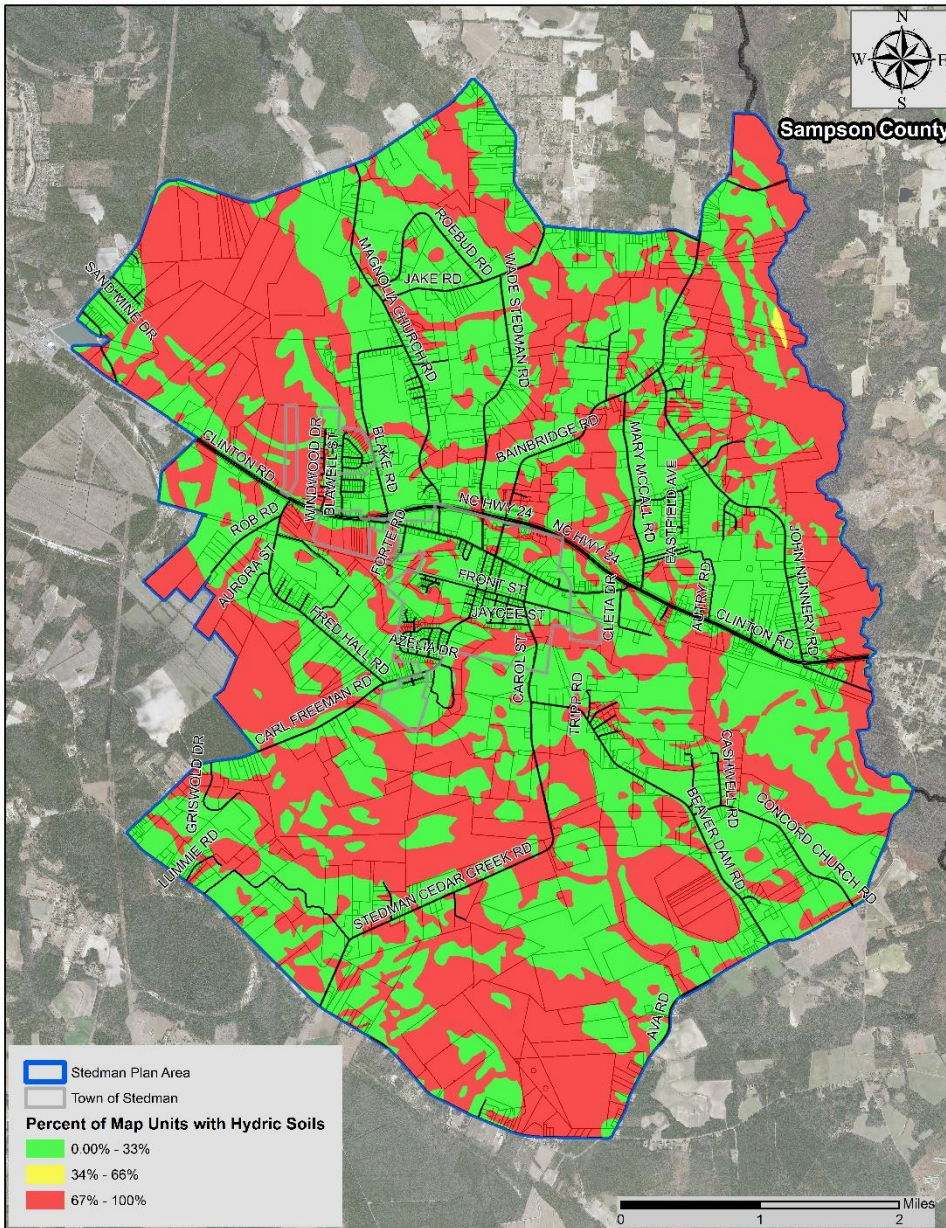 N
W E
S
Sampson County
SAND MINE DR
MAGNOLIA CHURCH RD
ROEBUD RD
JAKE RD
WADE STEDMAN RD
CLINTON RD
WINDWOOD DR
BLAWELL ST
BLAKE RD
BAINBRIDGE RD
MARY MCCALL RD
EASTFIELD AVE
NC HWY 24
NC HWY 24
ROB RD
FORTE RD
JOHN NUNNERY RD
AURORA ST
FRONT ST
JAYCEE ST
CLETA DR
AUTRY RD
CLINTON RD
FRED HALL RD
AZELIA DR
CAROL ST
CARL FREEMAN RD
TRIPP RD
GRISWOLD DR
CASHWELL RD
BEAVER DAM RD
CONCORD CHURCH RD
LUMMIE RD
STEDMAN CEDAR CREEK RD
AVA RD
Stedman Plan Area
Town of Stedman
Percent of Map Units with Hydric Soils
0.00% - 33%
34% - 66%
67% - 100%
Miles
0 1 2